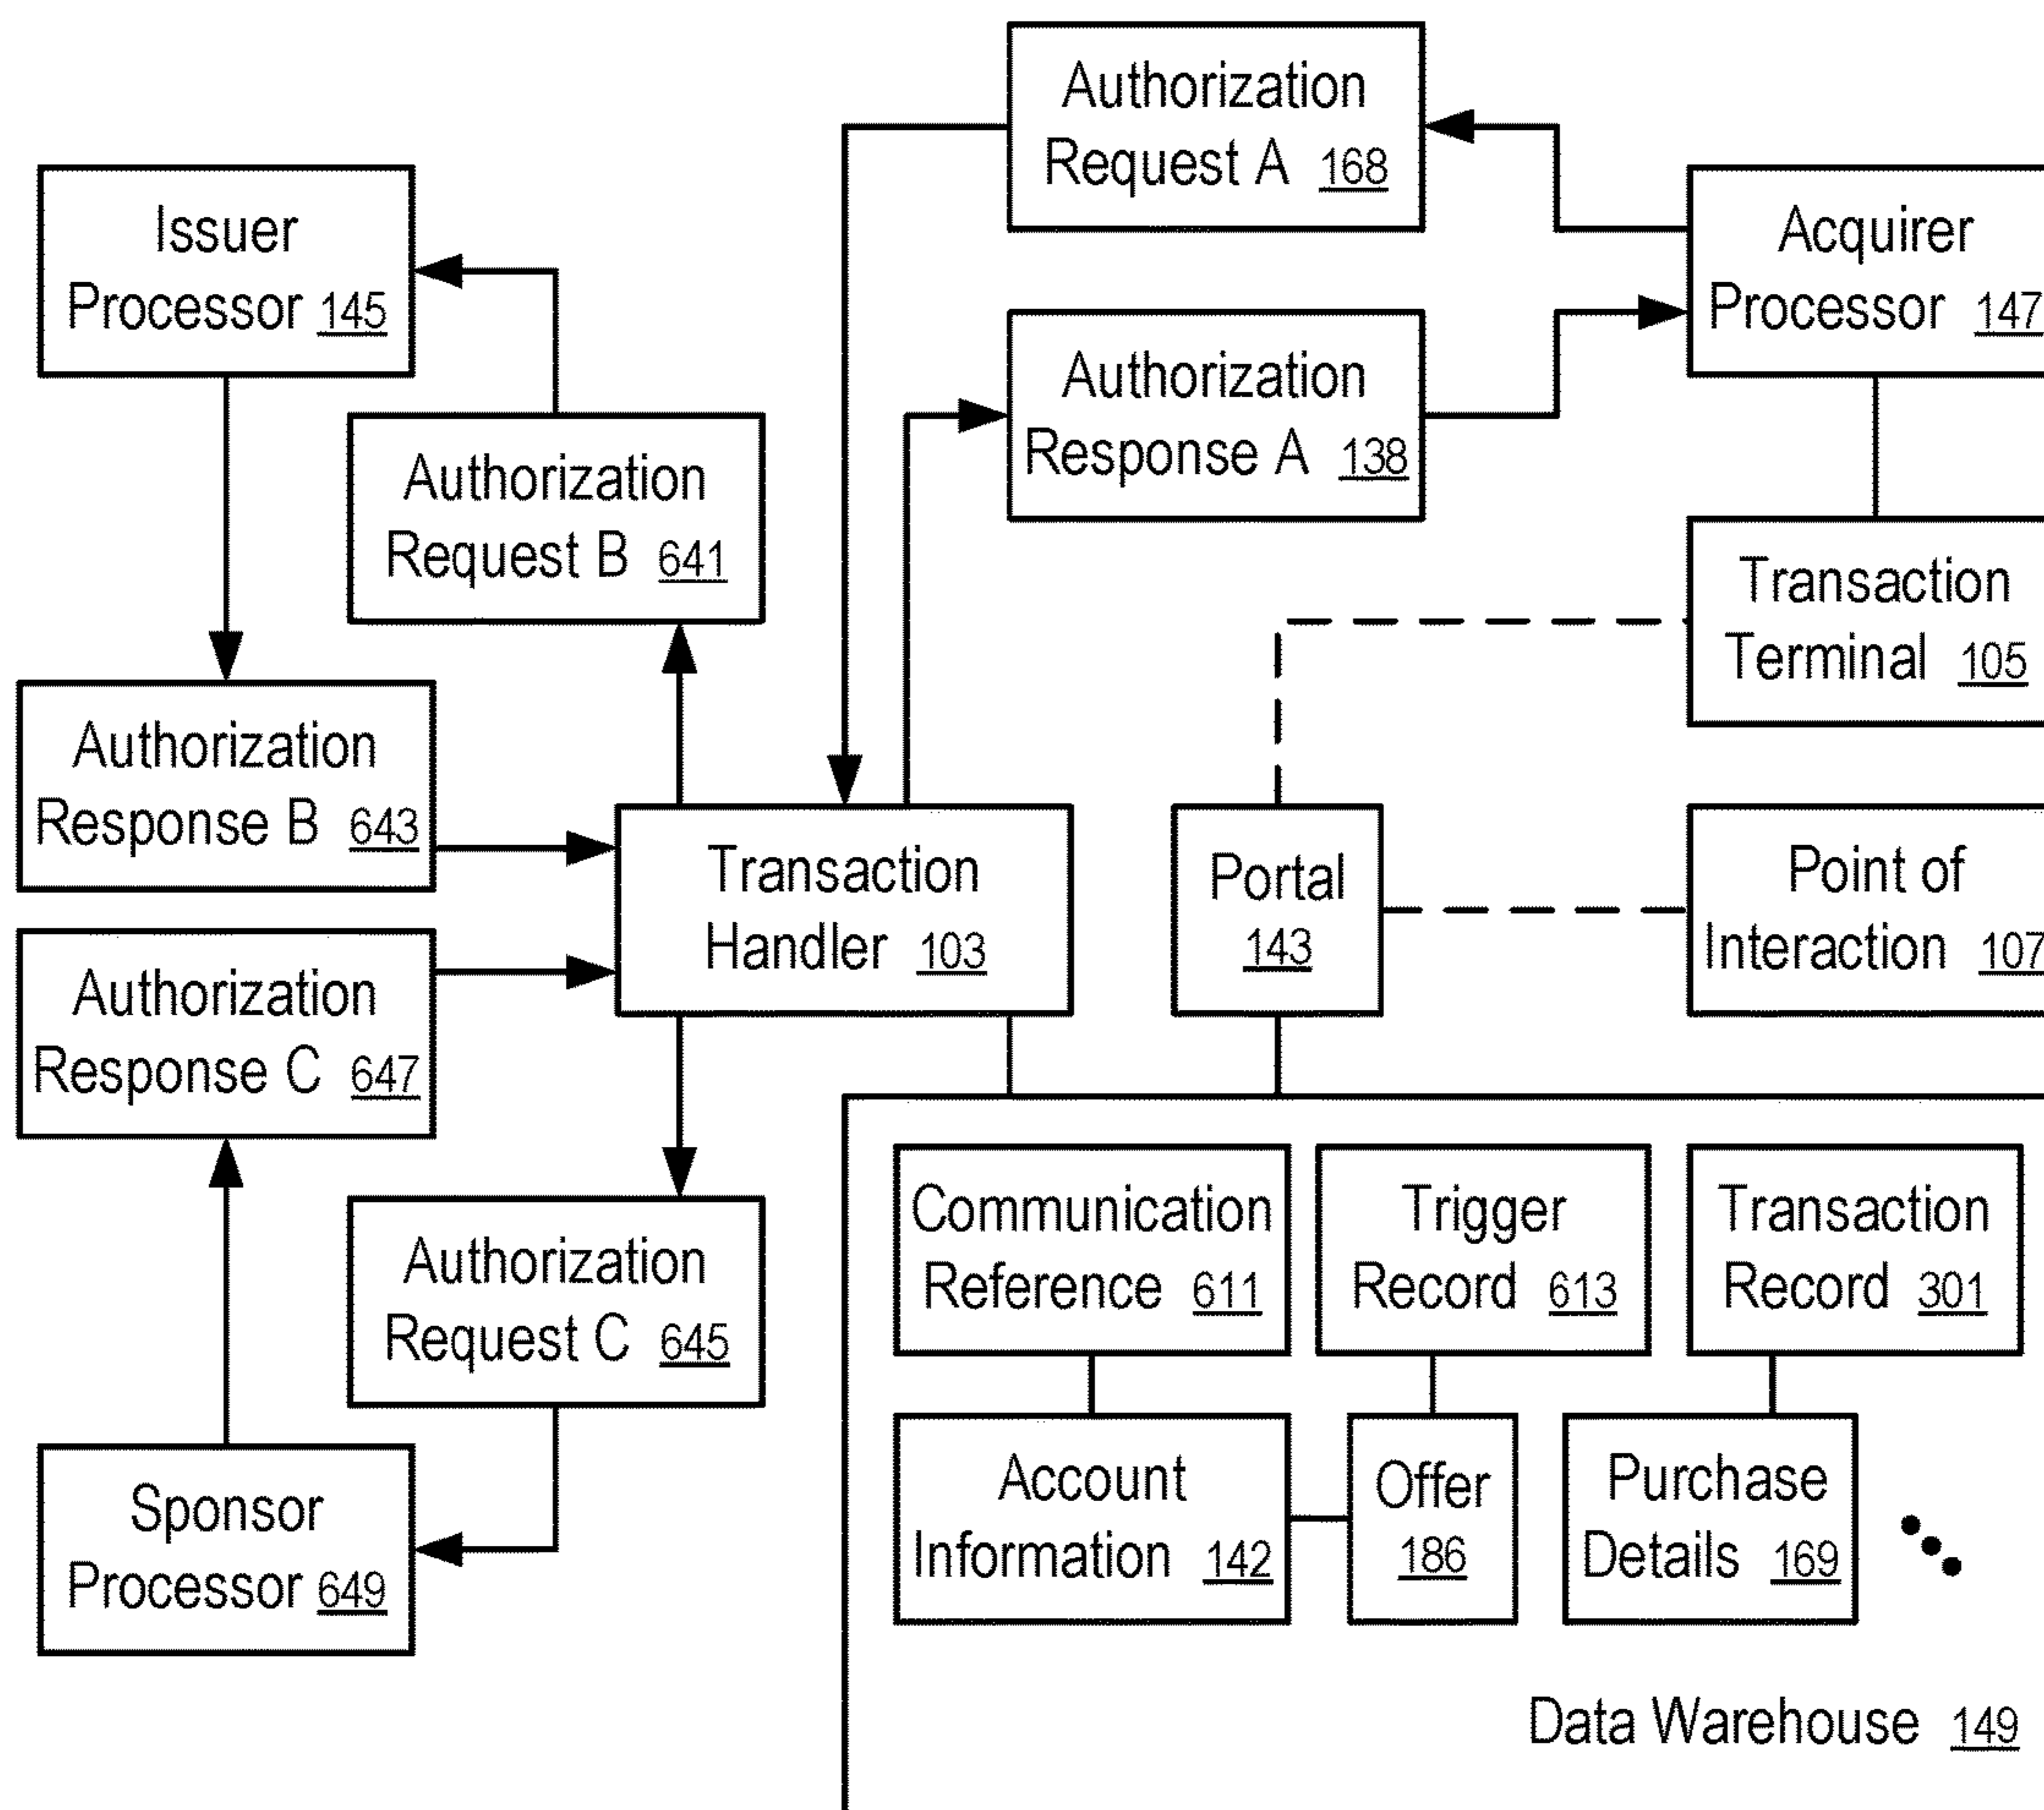 Authorization
Request A 168
Issuer
Processor 145
Acquirer
Processor 147
Authorization
Response A 138
Authorization
Request B 641
Transaction
Terminal 105
Authorization
Response B 643
Transaction
Handler 103
Portal
143
Point of
Interaction 107
Authorization
Response C 647
Authorization
Request C 645
Communication
Reference 611
Trigger
Record 613
Transaction
Record 301
Sponsor
Processor 649
Account
Information 142
Offer
186
Purchase
Details 169
Data Warehouse 149